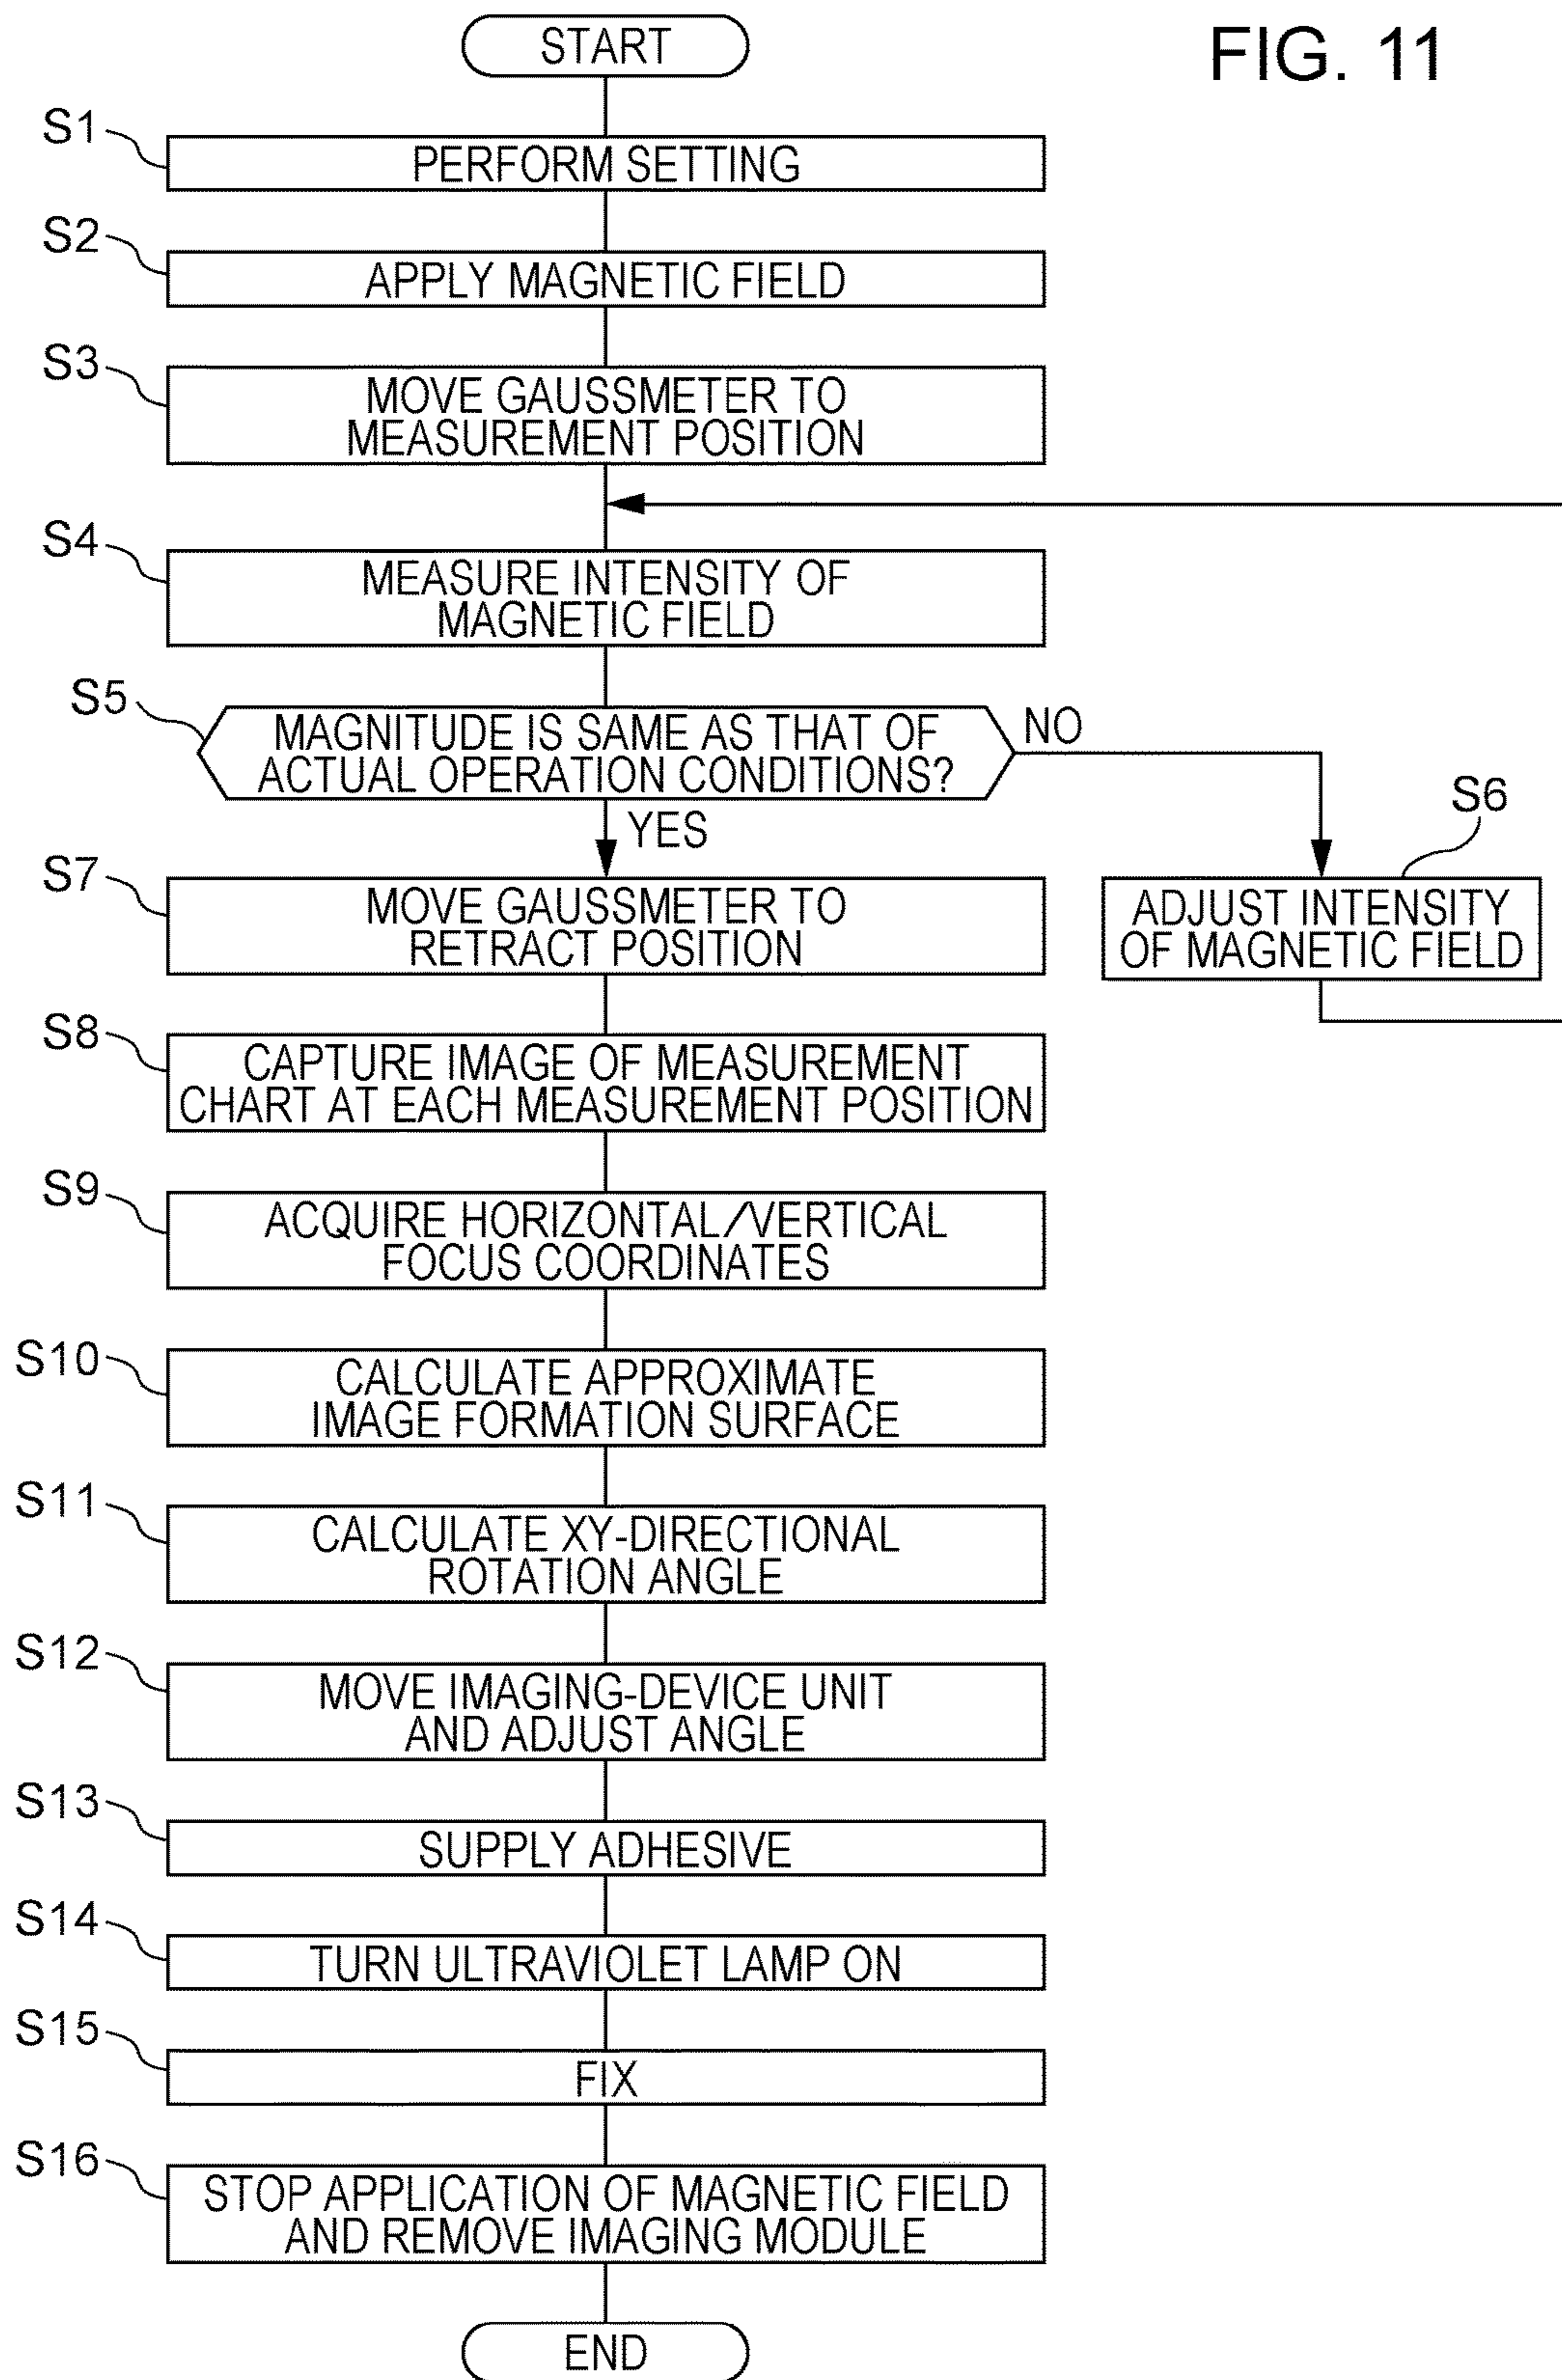 FIG. 11
START
S1
PERFORM SETTING
S2
APPLY MAGNETIC FIELD
S3
MOVE GAUSSMETER TO
MEASUREMENT POSITION
S4
MEASURE INTENSITY OF
MAGNETIC FIELD
S5
MAGNITUDE IS SAME AS THAT OF
ACTUAL OPERATION CONDITIONS?
NO
YES
S6
ADJUST INTENSITY
OF MAGNETIC FIELD
S7
MOVE GAUSSMETER TO
RETRACT POSITION
S8
CAPTURE IMAGE OF MEASUREMENT
CHART AT EACH MEASUREMENT POSITION
S9
ACQUIRE HORIZONTAL/VERTICAL
FOCUS COORDINATES
S10
CALCULATE APPROXIMATE
IMAGE FORMATION SURFACE
S11
CALCULATE XY-DIRECTIONAL
ROTATION ANGLE
S12
MOVE IMAGING-DEVICE UNIT
AND ADJUST ANGLE
S13
SUPPLY ADHESIVE
S14
TURN ULTRAVIOLET LAMP ON
S15
FIX
S16
STOP APPLICATION OF MAGNETIC FIELD
AND REMOVE IMAGING MODULE
END